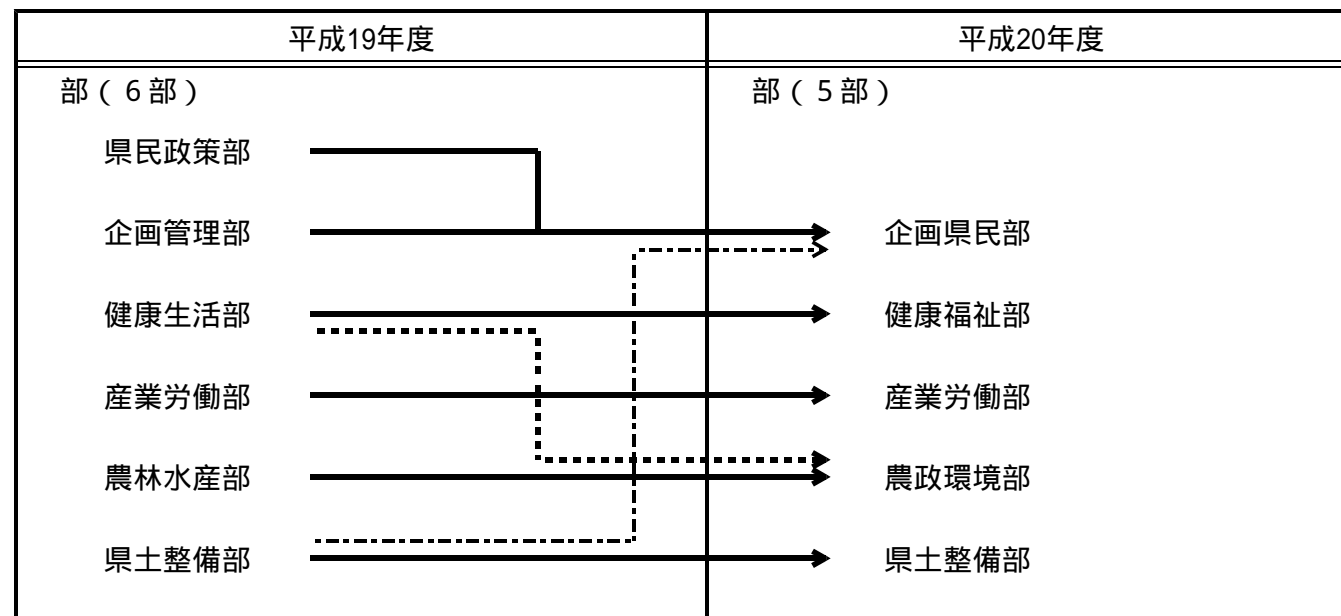 平成19年度 平成20年度
部(6部) 部(5部)
県民政策部
企画管理部 企画県民部
健康生活部 健康福祉部
産業労働部 産業労働部
農林水産部 農政環境部
県土整備部 県土整備部